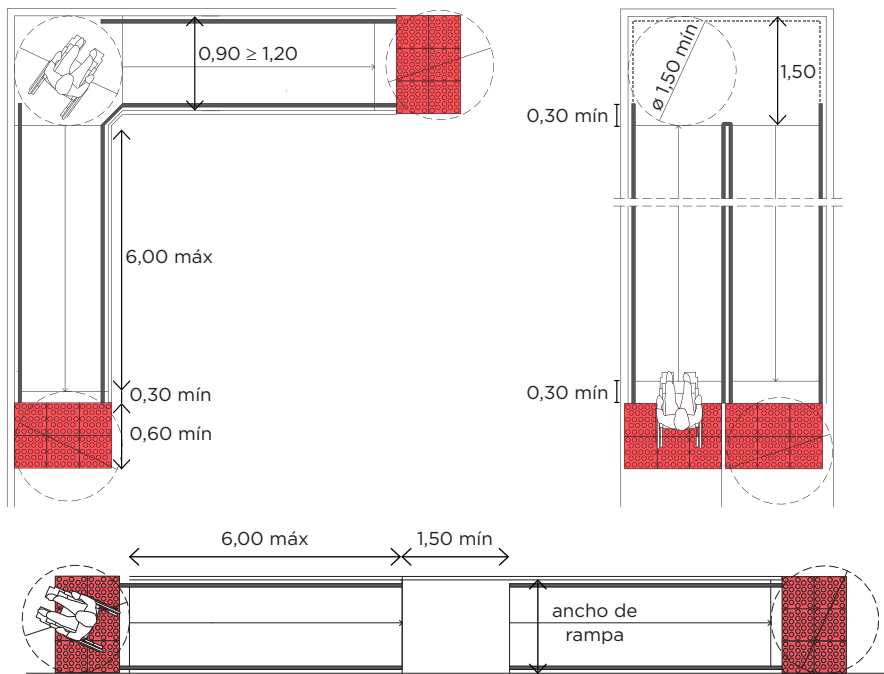 0,90 ≥ 1,20
6,00 máx
0,30 mín
0,60 mín
ø 1,50 mín
1,50
0,30 mín
0,30 mín
6,00 máx
1,50 mín
ancho de
rampa